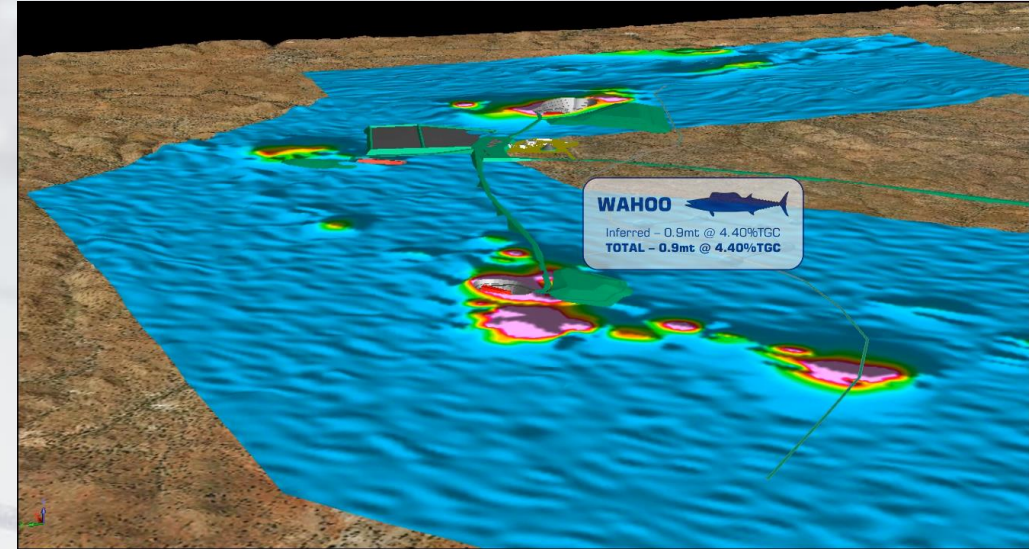 WAHOO
Inferred – 0.9mt @ 4.40%TGC
TOTAL – 0.9mt @ 4.40%TGC